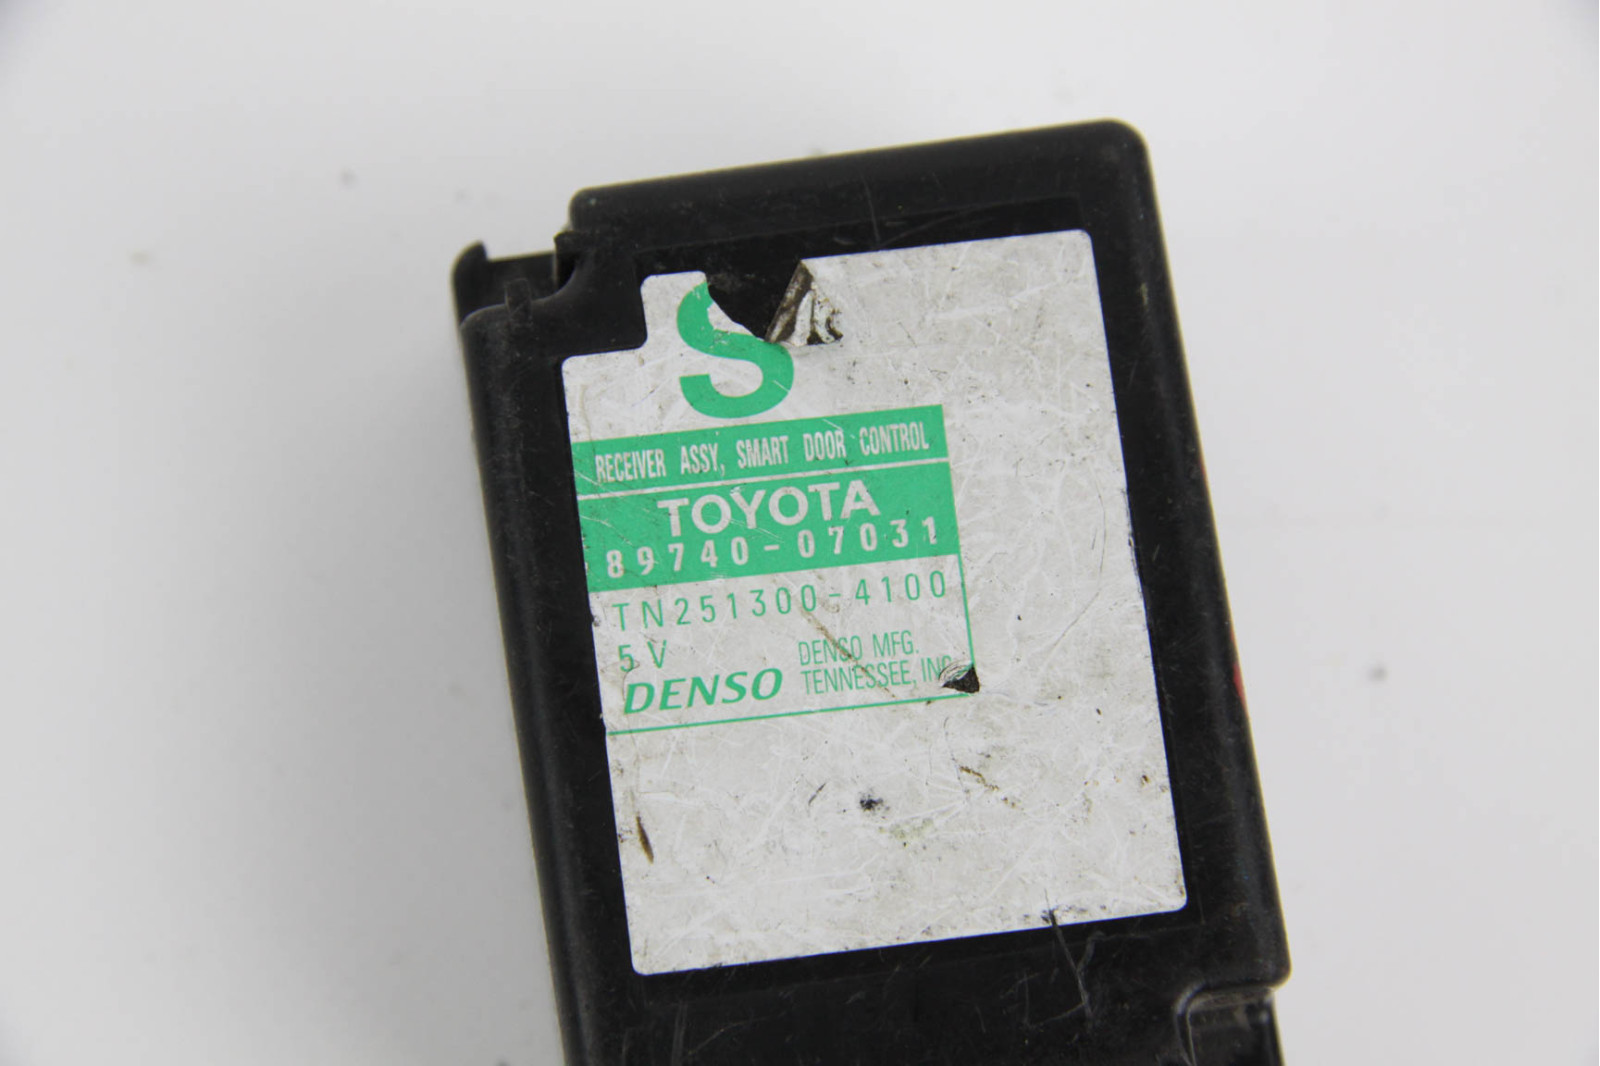 S
RECEIVER ASSY, SMART DOOR CONTROL
TOYOTA
89740-07031
TN251300-4100
5V
DENSO
DENSO MFG.
TENNESSEE, INC.